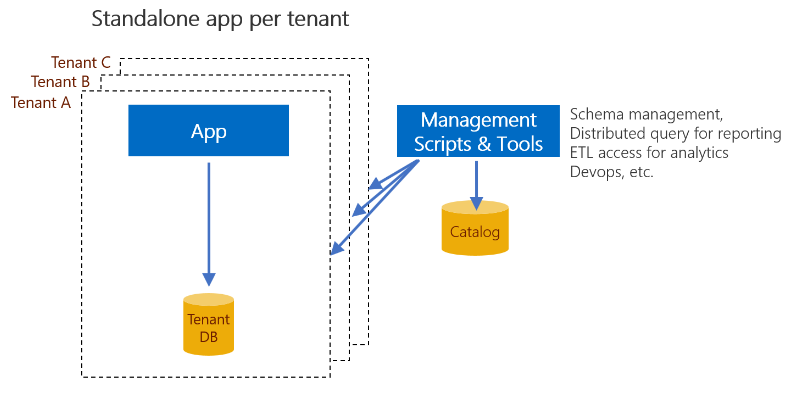 Standalone app per tenant
Tenant C
Tenant B
Tenant A
App
Tenant
DB
Management
Scripts & Tools
Catalog
Schema management,
Distributed query for reporting
ETL access for analytics
Devops, etc.